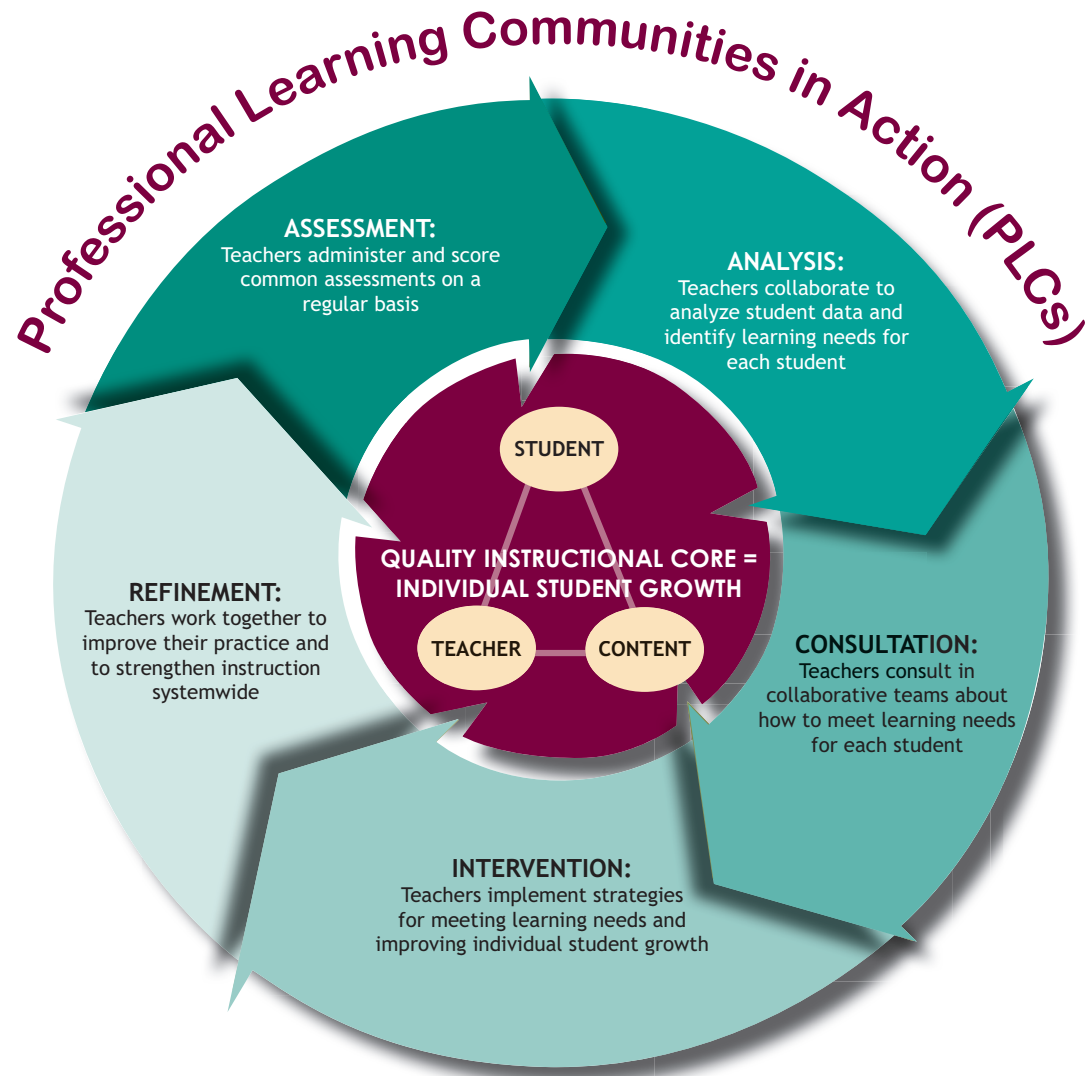 Professional Learning Communities in Action (PLCs)
ASSESSMENT:
Teachers administer and score
common assessments on a
regular basis
ANALYSIS:
Teachers collaborate to
analyze student data and
identify learning needs for
each student
CONSULTATION:
Teachers consult in
collaborative teams about
how to meet learning needs
for each student
INTERVENTION:
Teachers implement strategies
for meeting learning needs and
improving individual student growth
REFINEMENT:
Teachers work together to
improve their practice and
to strengthen instruction
systemwide
STUDENT
QUALITY INSTRUCTIONAL CORE =
INDIVIDUAL STUDENT GROWTH
TEACHER
CONTENT